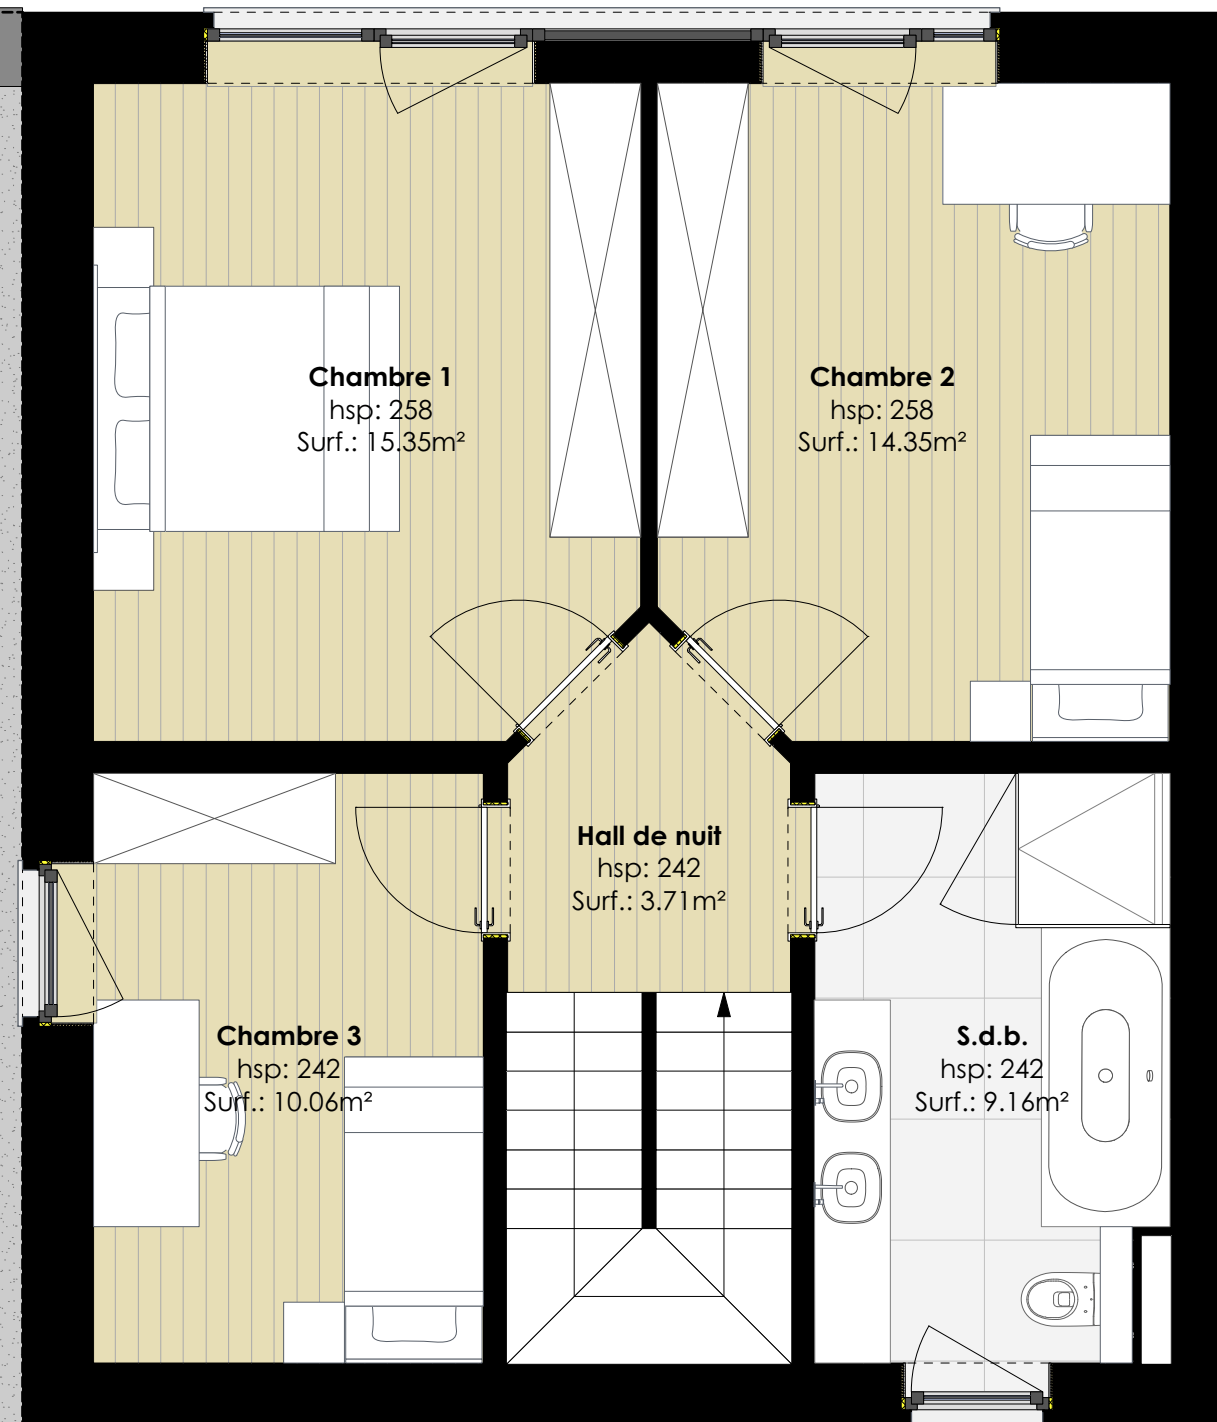 Chambre 1
hsp: 258
Surf.: 15.35m²
Chambre 2
hsp: 258
Surf.: 14.35m²
Hall de nuit
hsp: 242
Surf.: 3.71m²
Chambre 3
hsp: 242
Surf.: 10.06m²
S.d.b.
hsp: 242
Surf.: 9.16m²